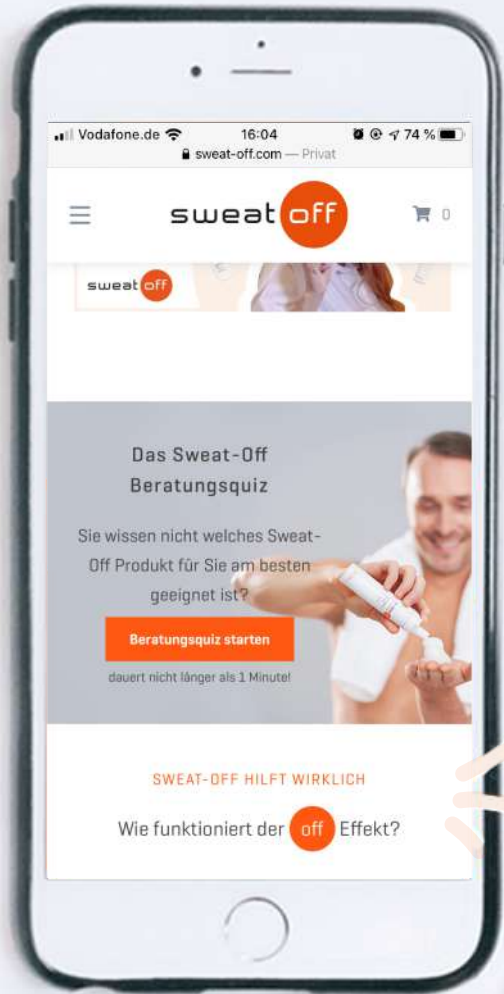 Vodafone.de 16:04 74 %
sweat-off.com — Privat
sweat off 0
sweat off
Das Sweat-Off
Beratungsquiz
Sie wissen nicht welches Sweat-
Off Produkt für Sie am besten
geeignet ist?
Beratungsquiz starten
dauert nicht länger als 1 Minute!
SWEAT-OFF HILFT WIRKLICH
Wie funktioniert der off Effekt?